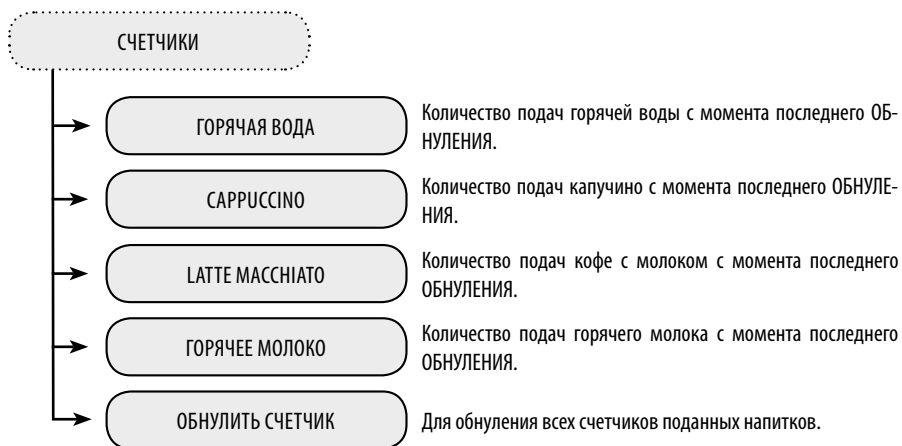 СЧЕТЧИКИ
ГОРЯЧАЯ ВОДА
Количество подач горячей воды с момента последнего ОБ-
НУЛЕНИЯ.
CAPPUCCINO
Количество подач капучино с момента последнего ОБНУЛЕ-
НИЯ.
LATTE MACCHIATO
Количество подач кофе с молоком с момента последнего
ОБНУЛЕНИЯ.
ГОРЯЧЕЕ МОЛОКО
Количество подач горячего молока с момента последнего
ОБНУЛЕНИЯ.
ОБНУЛИТЬ СЧЕТЧИК
Для обнуления всех счетчиков поданных напитков.